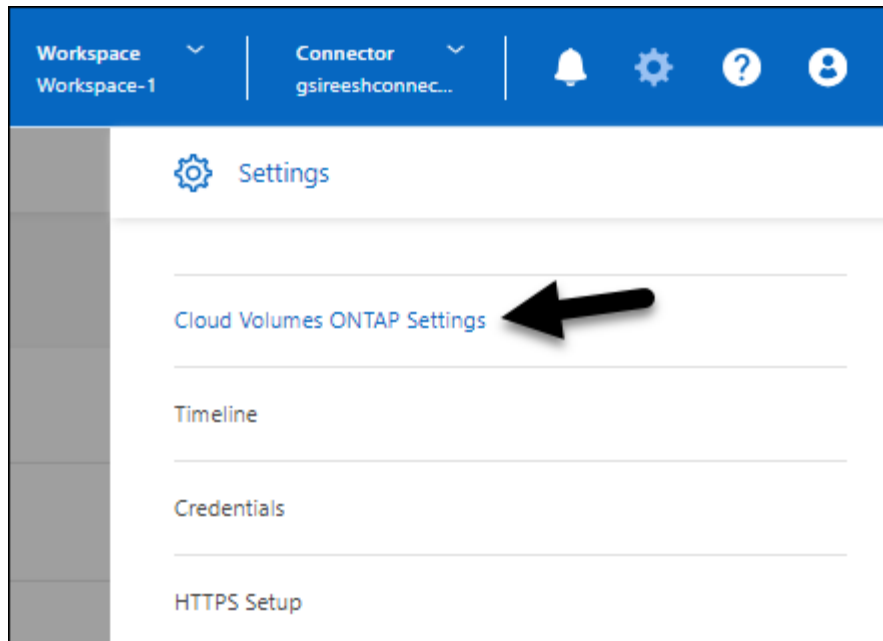 Workspace
Workspace-1
Connector
gsireeshconnec...
Settings
Cloud Volumes ONTAP Settings
Timeline
Credentials
HTTPS Setup